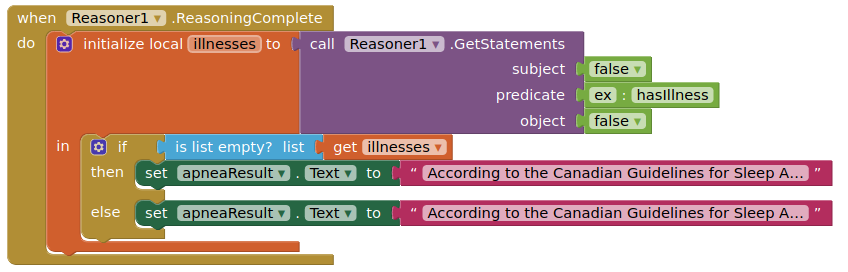 when Reasoner1 .ReasoningComplete
do initialize local illnesses to call Reasoner1 .GetStatements
subject false
predicate ex : hasIllness
object false
in if is list empty? list get illnesses
then set apneaResult . Text to “ According to the Canadian Guidelines for Sleep A... ”
else set apneaResult . Text to “ According to the Canadian Guidelines for Sleep A... ”